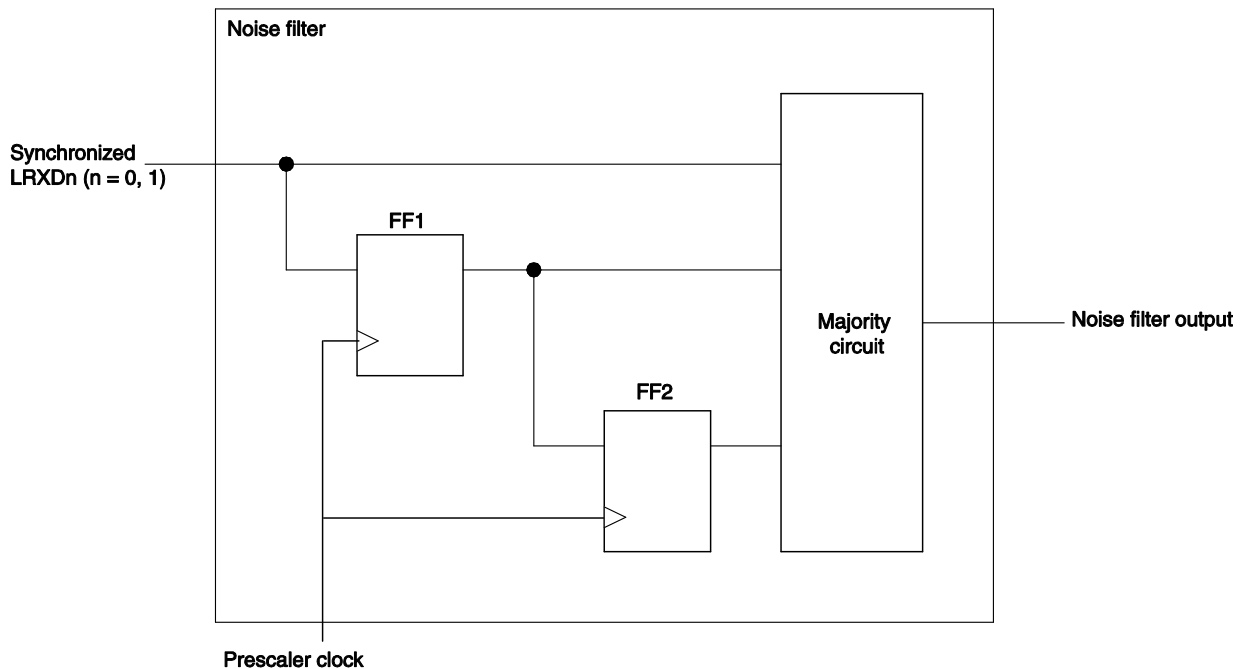 Noise filter
Synchronized
LRXDn (n = 0, 1)
FF1
Majority
circuit
Noise filter output
FF2
Prescaler clock